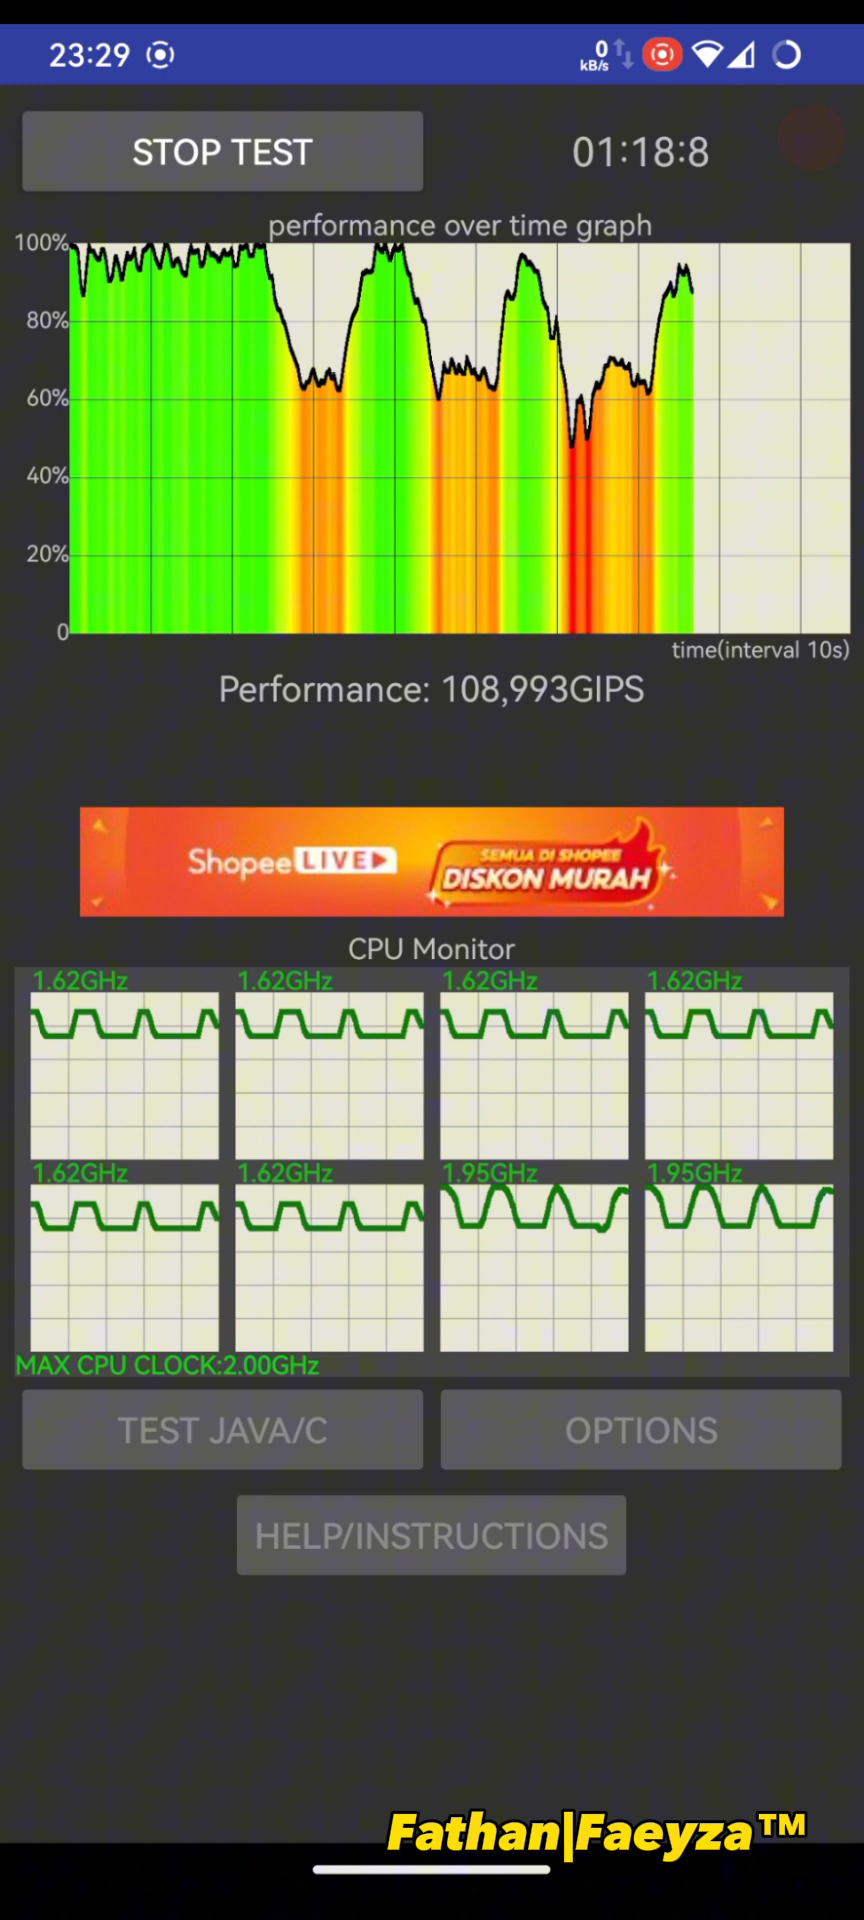 23:29
0
kB/s
STOP TEST
01:18:8
performance over time graph
100%
80%
60%
40%
20%
0
time(interval 10s)
Performance: 108,993GIPS
Shopee LIVE
SEMUA DI SHOPEE
DISKON MURAH
CPU Monitor
1.62GHz 1.62GHz 1.62GHz 1.62GHz
1.62GHz 1.62GHz 1.95GHz 1.95GHz
MAX CPU CLOCK:2.00GHz
TEST JAVA/C
OPTIONS
HELP/INSTRUCTIONS
Fathan|Faeyza™